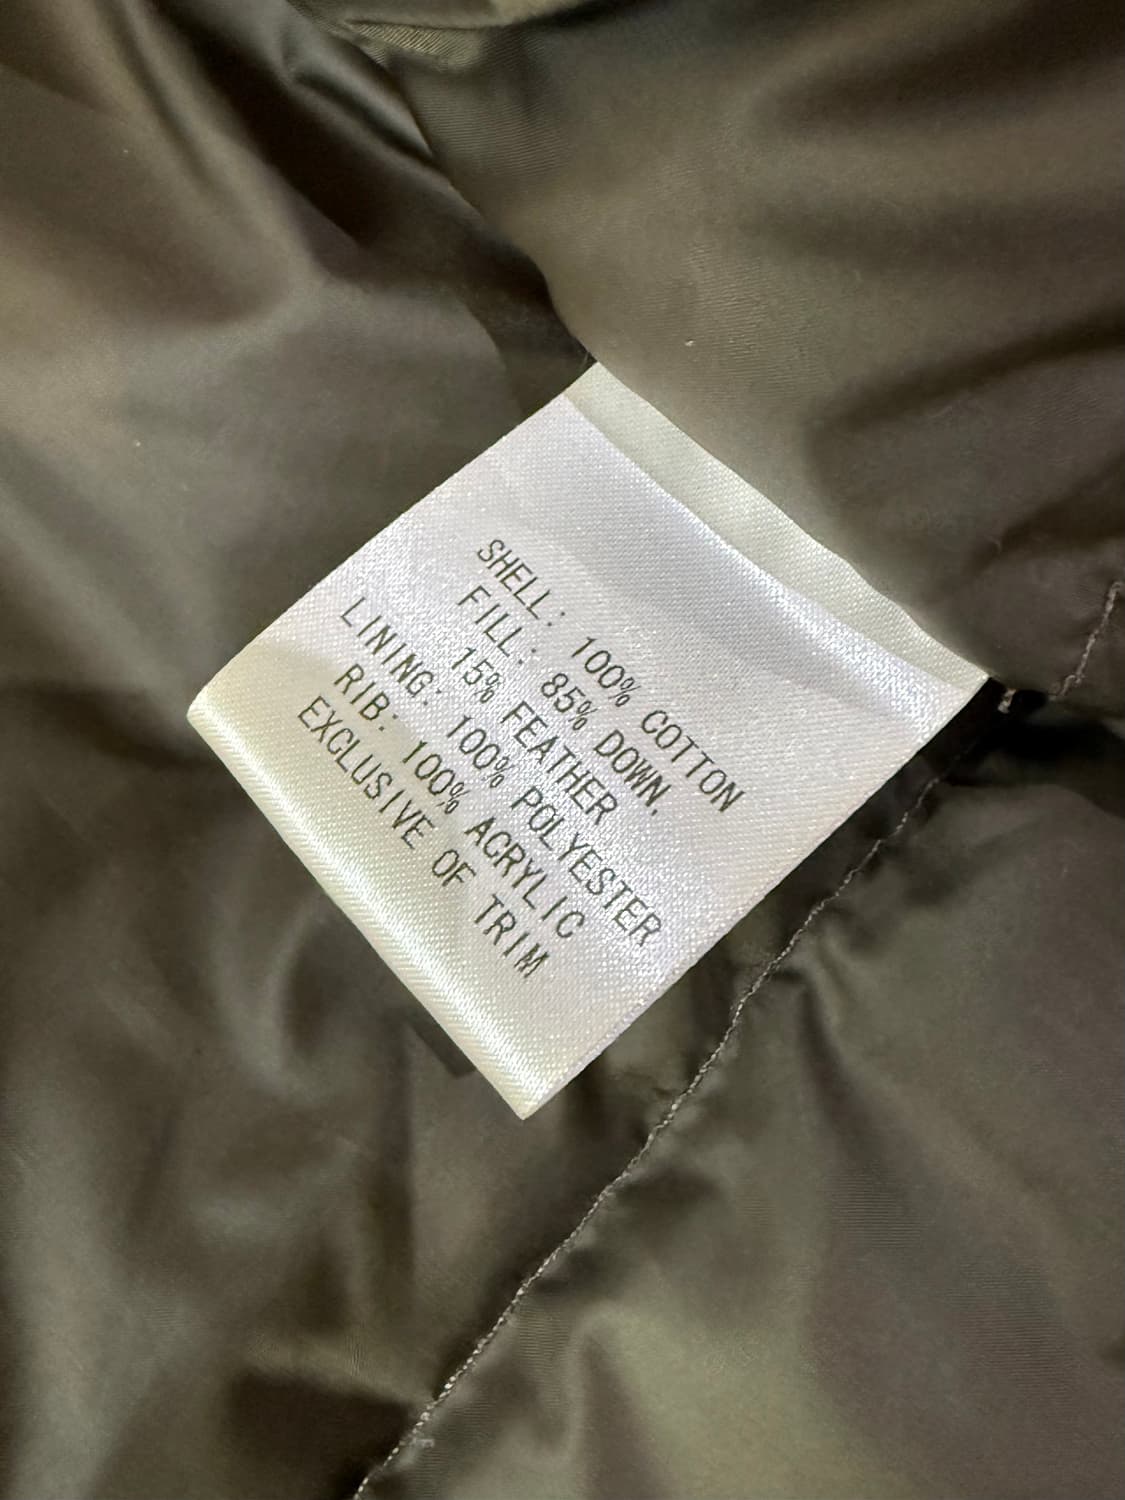 SHELL: 100% COTTON
FILL: 85% DOWN,
15% FEATHER
LINING: 100% POLYESTER
RIB: 100% ACRYLIC
EXCLUSIVE OF TRIM